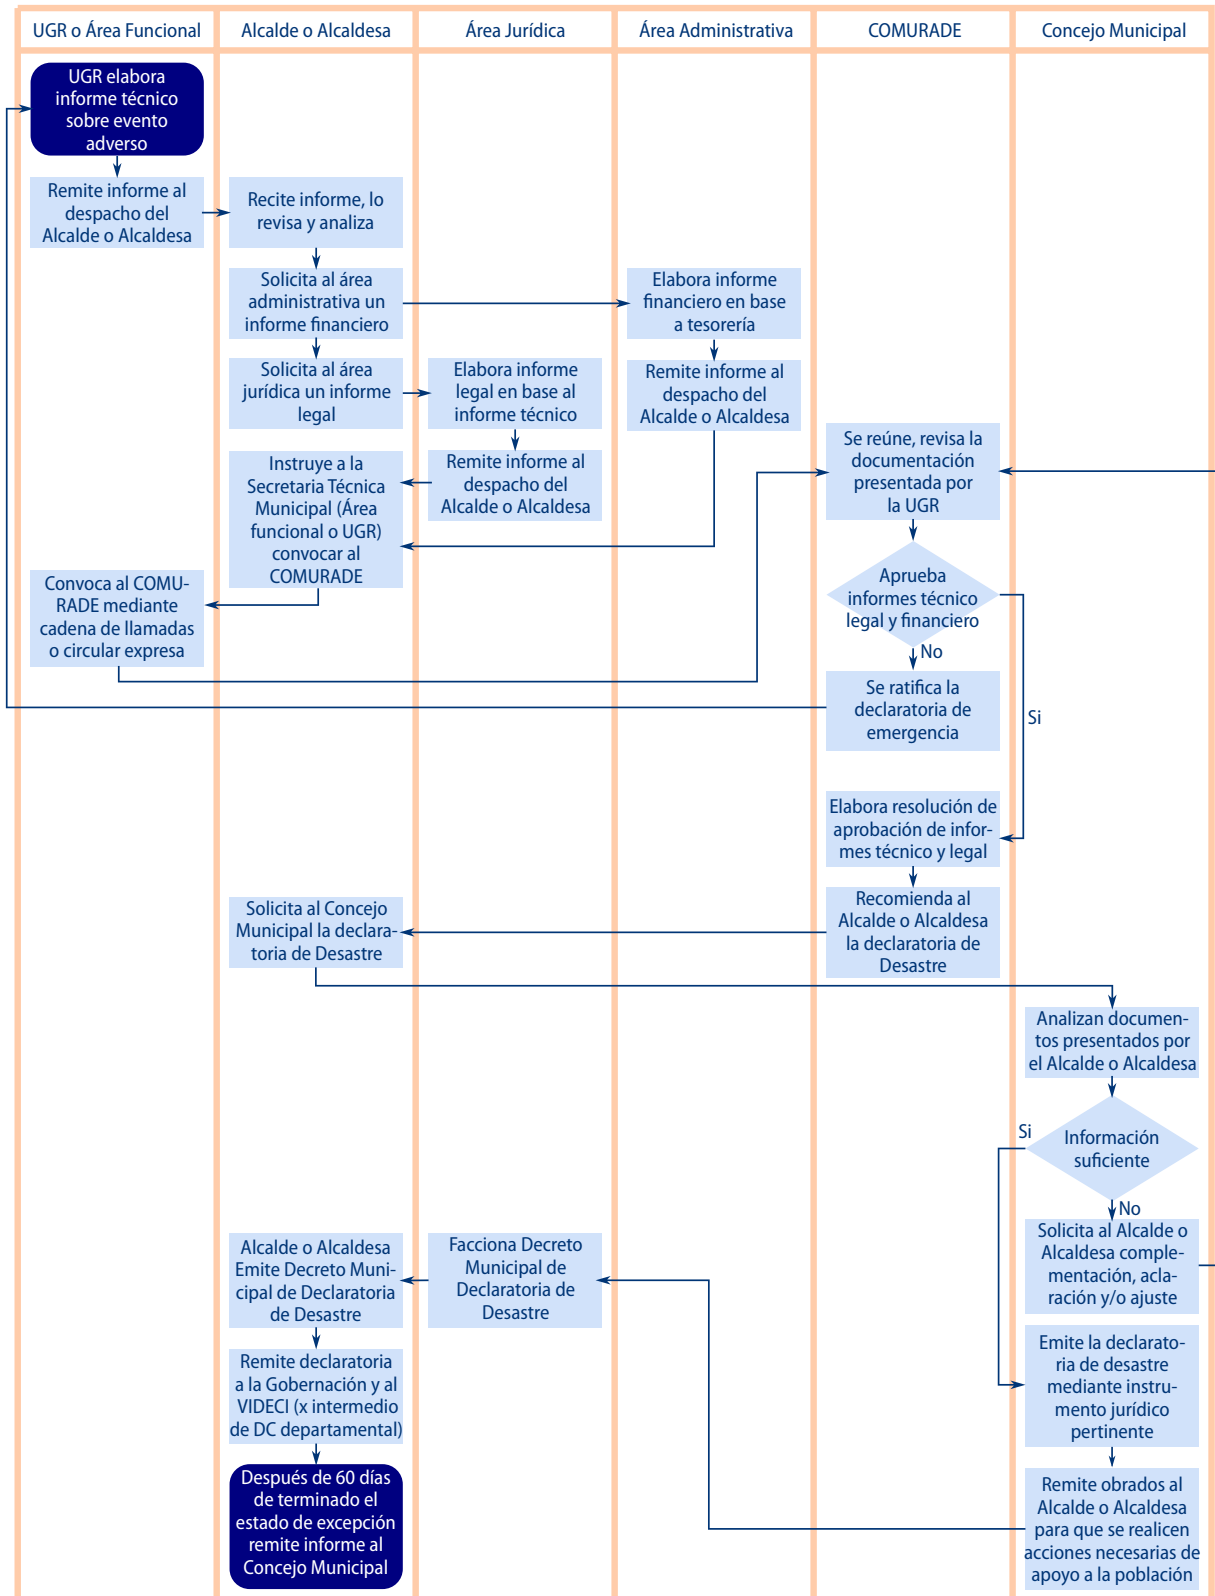 UGR o Área Funcional
Alcalde o Alcaldesa
Área Jurídica
Área Administrativa
COMURADE
Concejo Municipal
UGR elabora
informe técnico
sobre evento
adverso
Remite informe al
despacho del
Alcalde o Alcaldesa
Recite informe, lo
revisa y analiza
Solicita al área
administrativa un
informe financiero
Elabora informe
financiero en base
a tesorería
Solicita al área
jurídica un informe
legal
Elabora informe
legal en base al
informe técnico
Remite informe al
despacho del
Alcalde o Alcaldesa
Remite informe al
despacho del
Alcalde o Alcaldesa
Instruye a la
Secretaria Técnica
Municipal (Área
funcional o UGR)
convocar al
COMURADE
Convoca al COMU-
RADE mediante
cadena de llamadas
o circular expresa
Se reúne, revisa la
documentación
presentada por
la UGR
Aprueba
informes técnico
legal y financiero
No
Se ratifica la
declaratoria de
emergencia
Si
Elabora resolución de
aprobación de infor-
mes técnico y legal
Recomienda al
Alcalde o Alcaldesa
la declaratoria de
Desastre
Solicita al Concejo
Municipal la declara-
toria de Desastre
Analizan documen-
tos presentados por
el Alcalde o Alcaldesa
Si
Información
suficiente
No
Solicita al Alcalde o
Alcaldesa comple-
mentación, acla-
ración y/o ajuste
Emite la declarato-
ria de desastre
mediante instru-
mento jurídico
pertinente
Remite obrados al
Alcalde o Alcaldesa
para que se realicen
acciones necesarias de
apoyo a la población
Facciona Decreto
Municipal de
Declaratoria de
Desastre
Alcalde o Alcaldesa
Emite Decreto Muni-
cipal de Declaratoria
de Desastre
Remite declaratoria
a la Gobernación y al
VIDECI (x intermedio
de DC departamental)
Después de 60 días
de terminado el
estado de excepción
remite informe al
Concejo Municipal